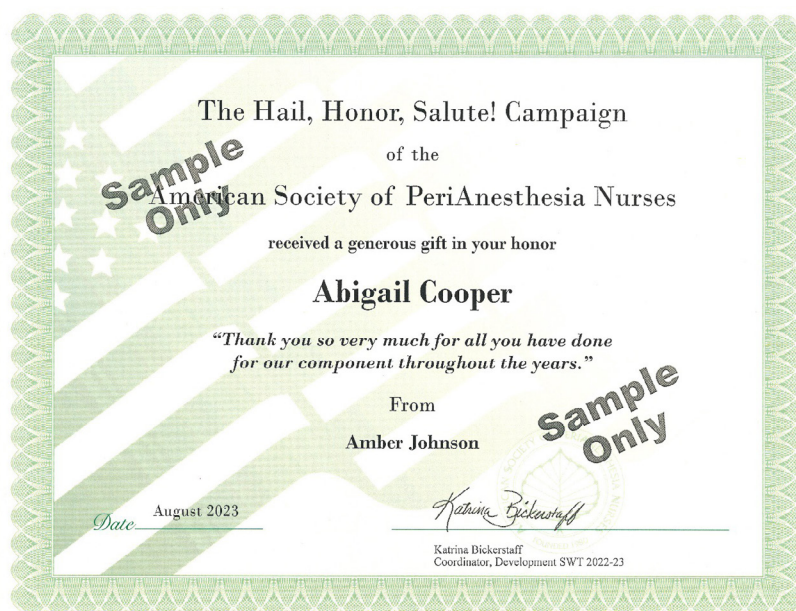 The Hail, Honor, Salute! Campaign
of the
American Society of PeriAnesthesia Nurses
received a generous gift in your honor
Abigail Cooper
“Thank you so very much for all you have done
for our component throughout the years.”
From
Amber Johnson
Sample
Only
Sample
Only
Date August 2023
Katrina Bickerstaff
Katrina Bickerstaff
Coordinator, Development SWT 2022-23